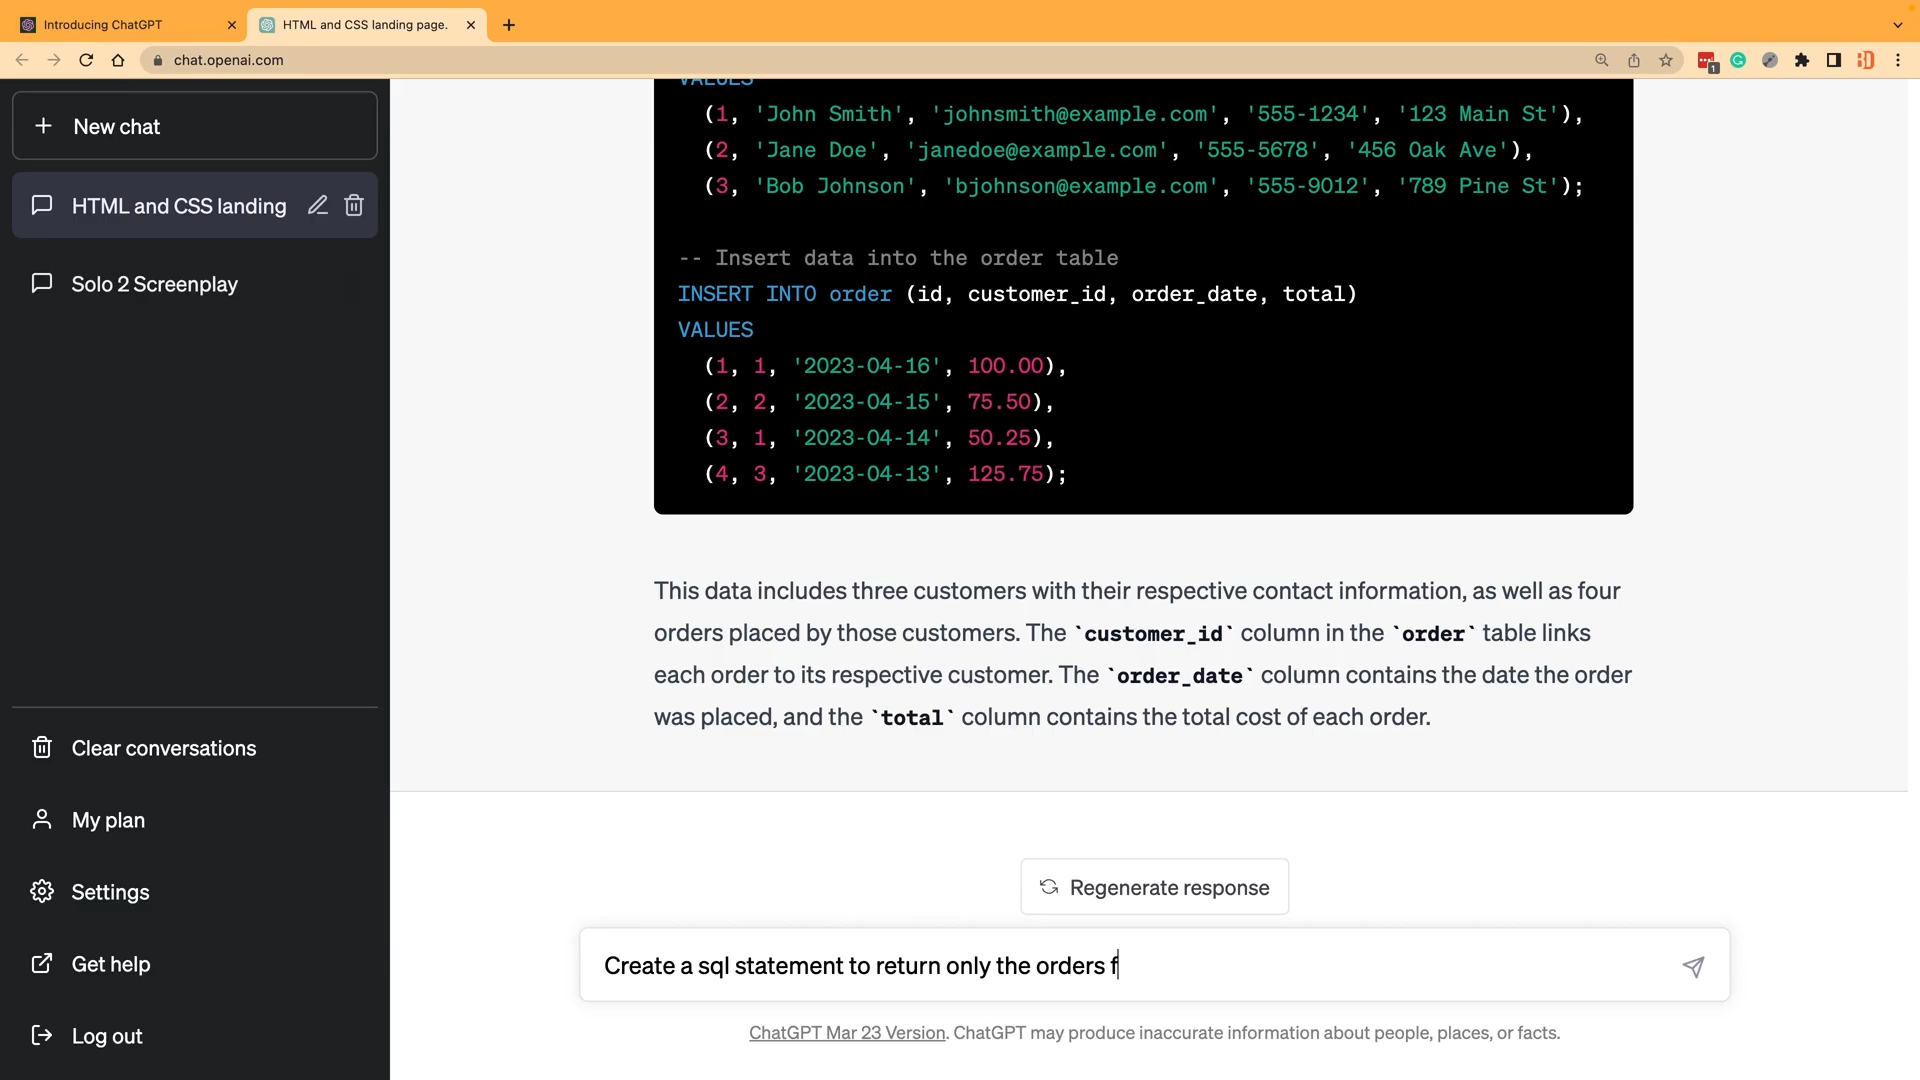 Introducing ChatGPT
HTML and CSS landing page.
chat.openai.com
1
New chat
HTML and CSS landing
Solo 2 Screenplay
Clear conversations
My plan
Settings
Get help
Log out
VALUES
(1, 'John Smith', 'johnsmith@example.com', '555-1234', '123 Main St'),
(2, 'Jane Doe', 'janedoe@example.com', '555-5678', '456 Oak Ave'),
(3, 'Bob Johnson', 'bjohnson@example.com', '555-9012', '789 Pine St');
-- Insert data into the order table
INSERT INTO order (id, customer_id, order_date, total)
VALUES
(1, 1, '2023-04-16', 100.00),
(2, 2, '2023-04-15', 75.50),
(3, 1, '2023-04-14', 50.25),
(4, 3, '2023-04-13', 125.75);
This data includes three customers with their respective contact information, as well as four
orders placed by those customers. The `customer_id` column in the `order` table links
each order to its respective customer. The `order_date` column contains the date the order
was placed, and the `total` column contains the total cost of each order.
Regenerate response
Create a sql statement to return only the orders f
ChatGPT Mar 23 Version. ChatGPT may produce inaccurate information about people, places, or facts.